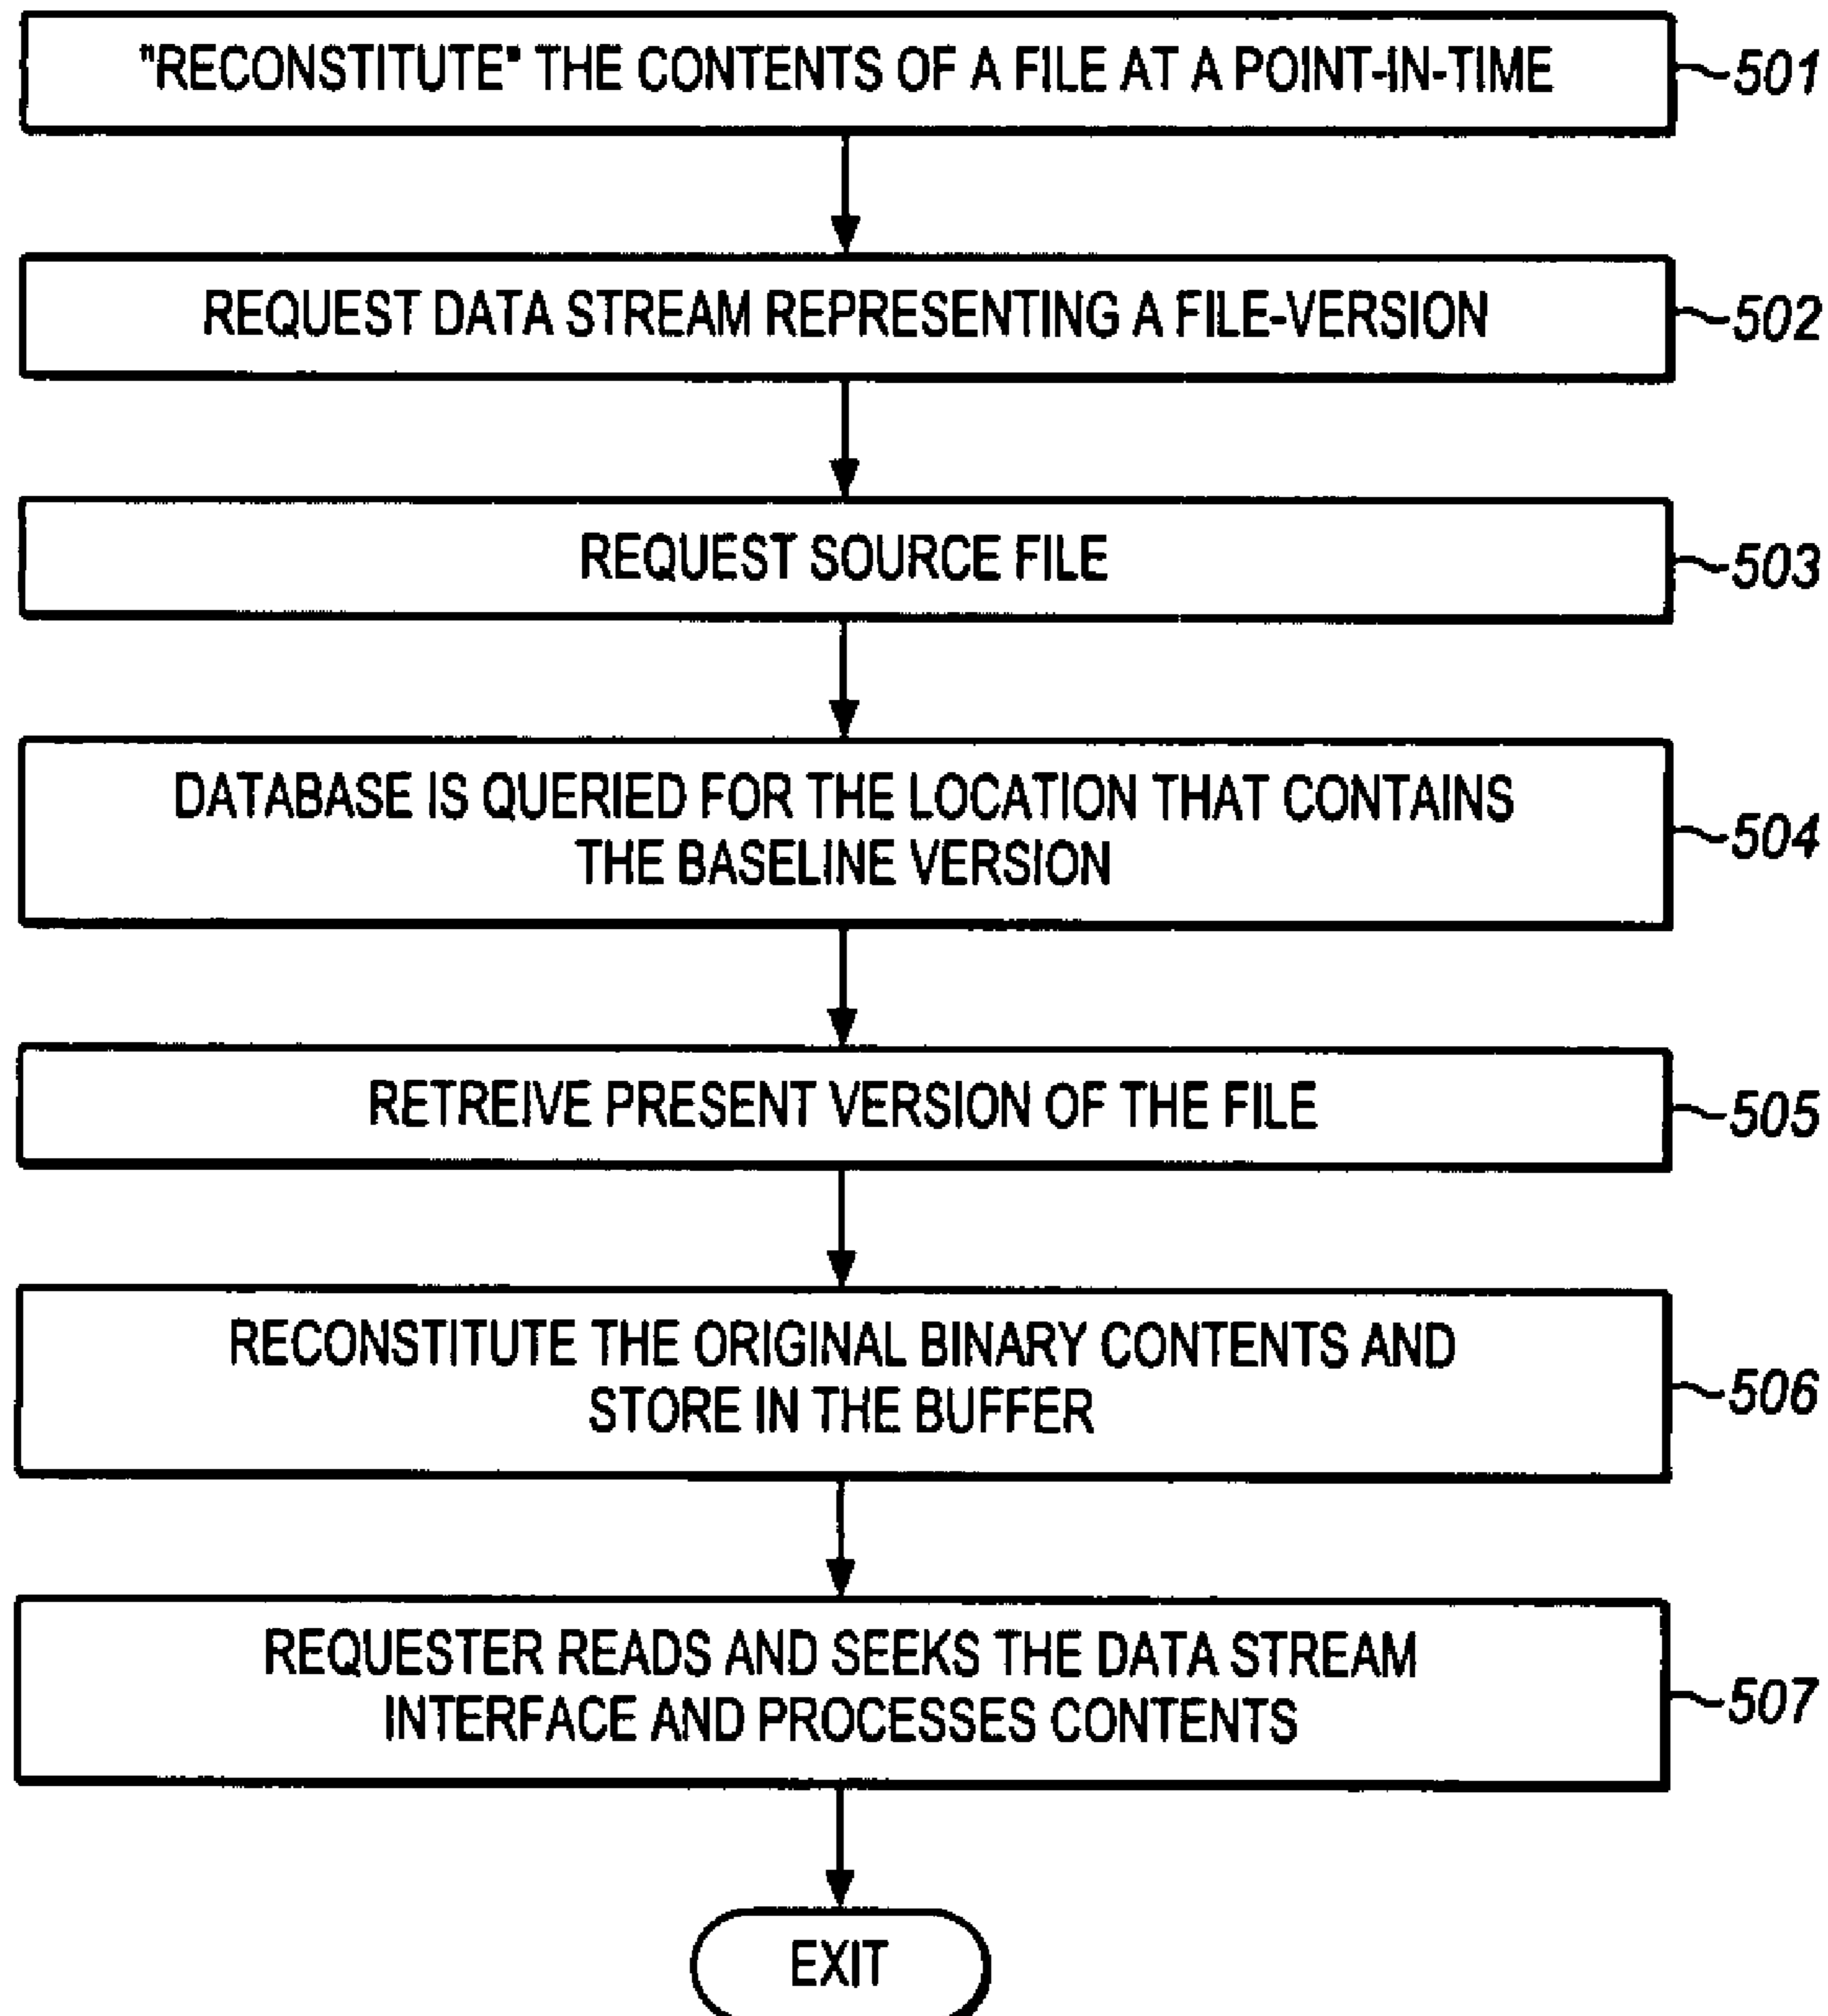 "RECONSTITUTE" THE CONTENTS OF A FILE AT A POINT-IN-TIME
501
REQUEST DATA STREAM REPRESENTING A FILE-VERSION
502
REQUEST SOURCE FILE
503
DATABASE IS QUERIED FOR THE LOCATION THAT CONTAINS
THE BASELINE VERSION
504
RETREIVE PRESENT VERSION OF THE FILE
505
RECONSTITUTE THE ORIGINAL BINARY CONTENTS AND
STORE IN THE BUFFER
506
REQUESTER READS AND SEEKS THE DATA STREAM
INTERFACE AND PROCESSES CONTENTS
507
EXIT